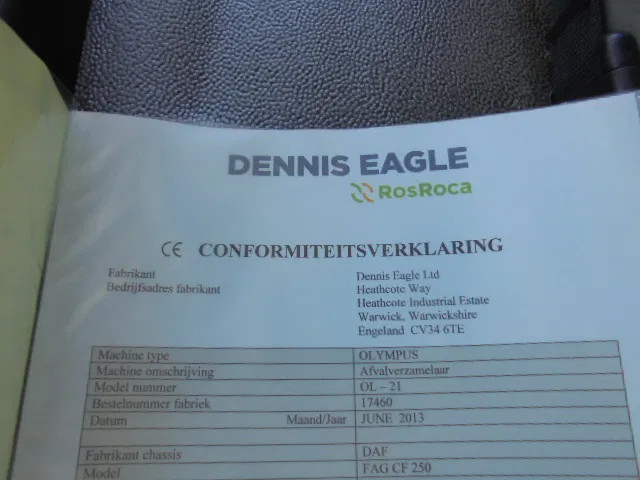 DENNIS EAGLE
RosRoca
CE CONFORMITEITSVERKLARING
Fabrikant Dennis Eagle Ltd
Bedrijfsadres fabrikant Heathcote Way
Heathcote Industrial Estate
Warwick, Warwickshire
Engeland CV34 6TE
Machine type OLYMPUS
Machine omschrijving Afvalverzamelaar
Model nummer OL – 21
Bestelnummer fabriek 17460
Datum Maand/Jaar JUNE 2013
Fabrikant chassis DAF
Model FAG CF 250